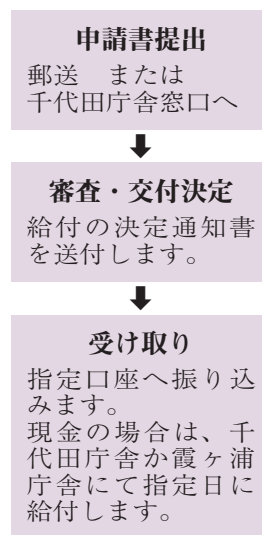 申請書提出
郵送　または
千代田庁舎窓口へ
審査・交付決定
給付の決定通知書
を送付します。
受け取り
指定口座へ振り込
みます。
現金の場合は、千
代田庁舎か霞ヶ浦
庁舎にて指定日に
給付します。